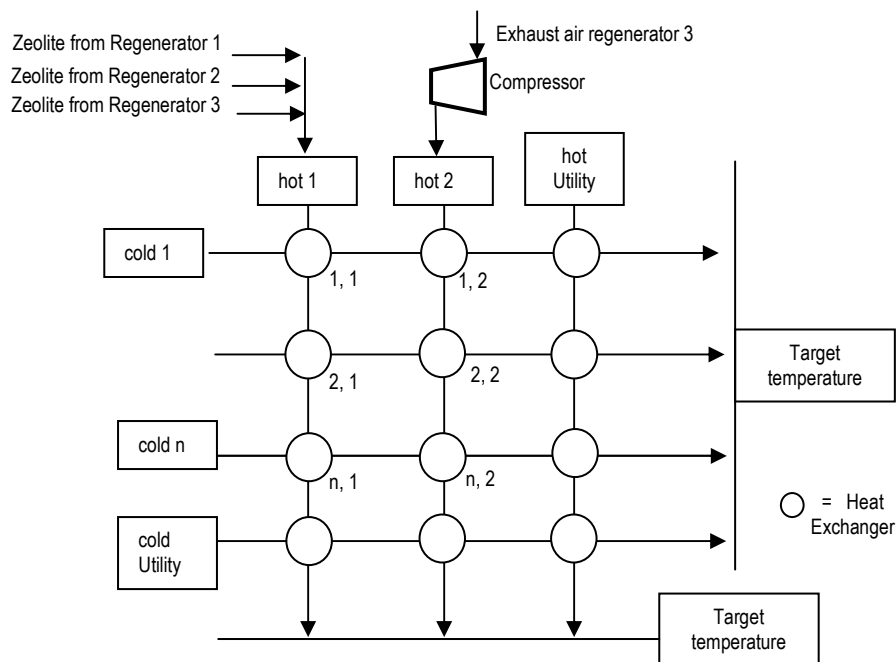 Zeolite from Regenerator 1
Zeolite from Regenerator 2
Zeolite from Regenerator 3
Exhaust air regenerator 3
Compressor
hot 1
hot 2
hot
Utility
cold 1
1, 1
1, 2
2, 1
2, 2
Target
temperature
cold n
n, 1
n, 2
= Heat
Exchanger
cold
Utility
Target
temperature